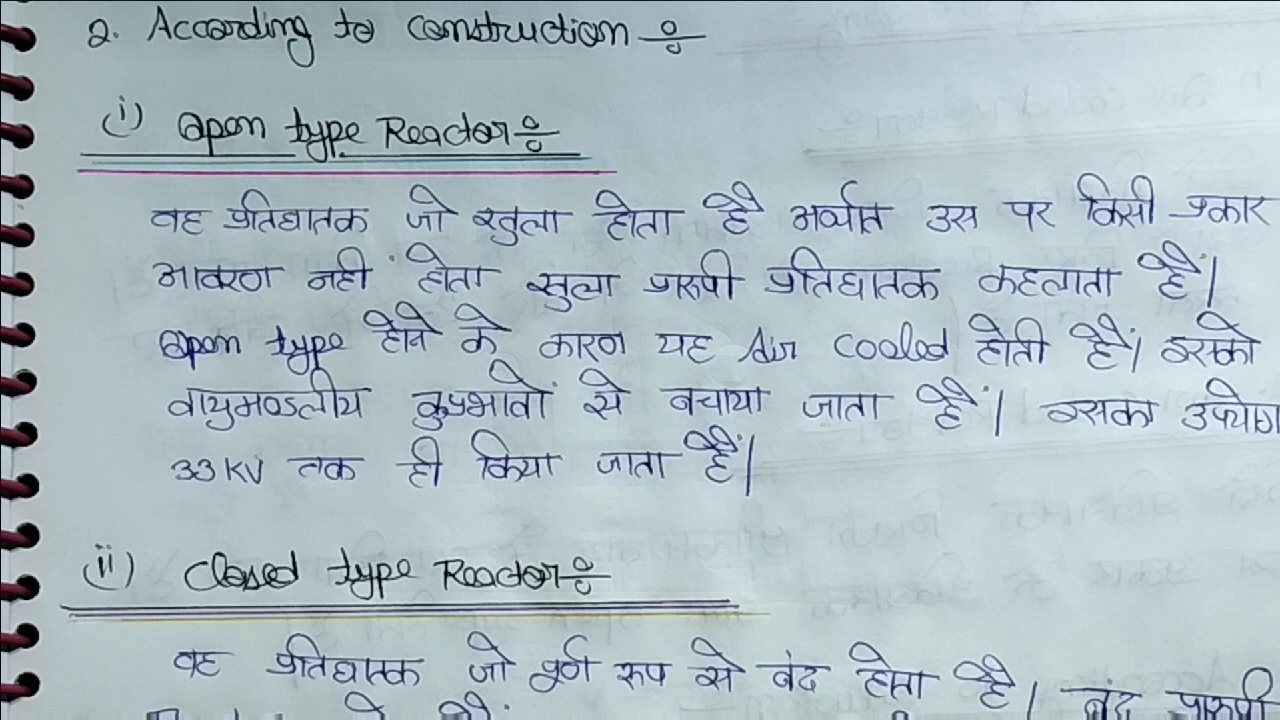 2. According to construction ÷
(i) Open type Reactor ÷
वह प्रतिघातक जो खुला होता है अर्थात उस पर किसी प्रकार
आवरण नहीं होता खुला प्ररुपी प्रतिघातक कहलाता है।
Open type होने के कारण यह Air cooled होती है। इसको
वायुमण्डलीय कुप्रभावों से बचाया जाता है। इसका उपयोग
33 KV तक ही किया जाता है।
(ii) Closed type Reactor ÷
वह प्रतिघातक जो पूर्ण रुप से बंद होता है। बंद प्रारुपी